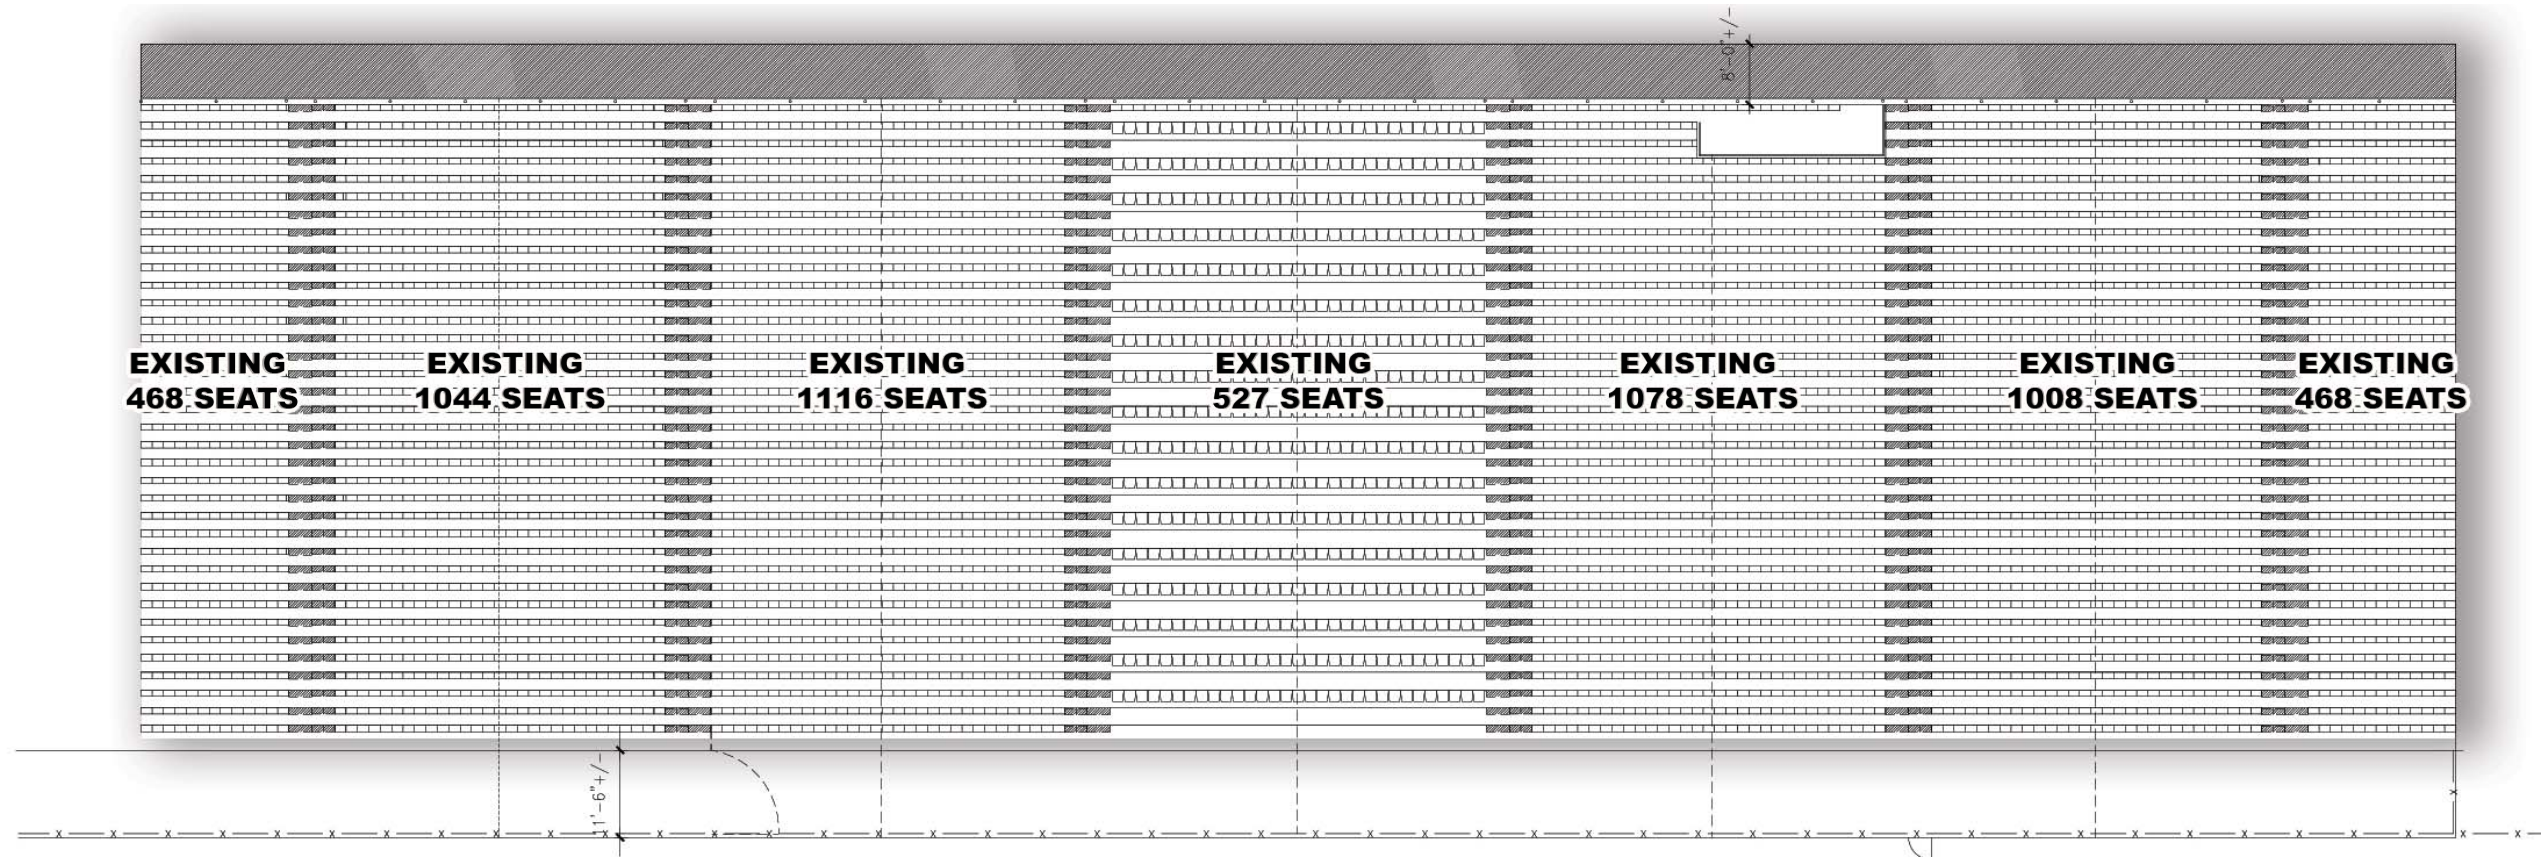 8'-0"+/-
EXISTING
468 SEATS
EXISTING
1044 SEATS
EXISTING
1116 SEATS
EXISTING
527 SEATS
EXISTING
1078 SEATS
EXISTING
1008 SEATS
EXISTING
468 SEATS
11'-6"+/-